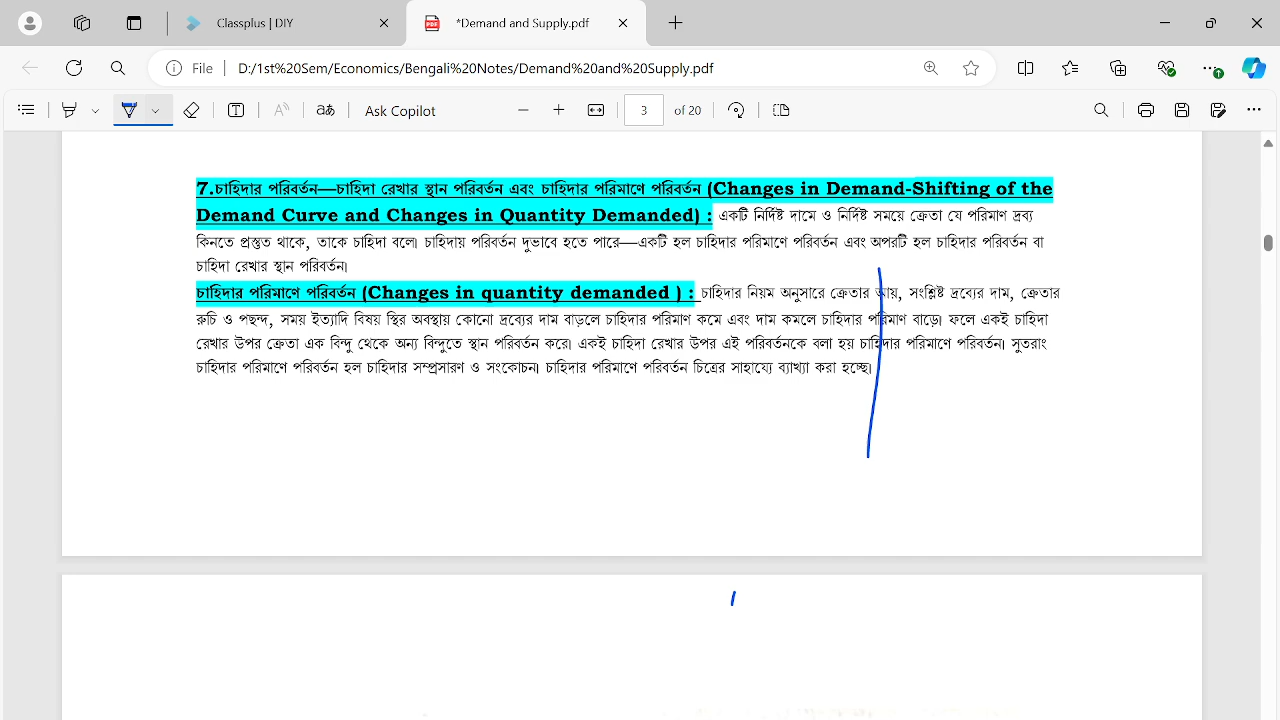 Classplus | DIY
*Demand and Supply.pdf
File D:/1st%20Sem/Economics/Bengali%20Notes/Demand%20and%20Supply.pdf
Ask Copilot
3 of 20
7.চাহিদার পরিবর্তন—চাহিদা রেখার স্থান পরিবর্তন এবং চাহিদার পরিমাণে পরিবর্তন (Changes in Demand-Shifting of the
Demand Curve and Changes in Quantity Demanded) : একটি নির্দিষ্ট দামে ও নির্দিষ্ট সময়ে ক্রেতা যে পরিমাণ দ্রব্য
কিনতে প্রস্তুত থাকে, তাকে চাহিদা বলে। চাহিদায় পরিবর্তন দুভাবে হতে পারে—একটি হল চাহিদার পরিমাণে পরিবর্তন এবং অপরটি হল চাহিদার পরিবর্তন বা
চাহিদা রেখার স্থান পরিবর্তন।
চাহিদার পরিমাণে পরিবর্তন (Changes in quantity demanded ) : চাহিদার নিয়ম অনুসারে ক্রেতার আয়, সংশ্লিষ্ট দ্রব্যের দাম, ক্রেতার
রুচি ও পছন্দ, সময় ইত্যাদি বিষয় স্থির অবস্থায় কোনো দ্রব্যের দাম বাড়লে চাহিদার পরিমাণ কমে এবং দাম কমলে চাহিদার পরিমাণ বাড়ে। ফলে একই চাহিদা
রেখার উপর ক্রেতা এক বিন্দু থেকে অন্য বিন্দুতে স্থান পরিবর্তন করে। একই চাহিদা রেখার উপর এই পরিবর্তনকে বলা হয় চাহিদার পরিমাণে পরিবর্তন। সুতরাং
চাহিদার পরিমাণে পরিবর্তন হল চাহিদার সম্প্রসারণ ও সংকোচন। চাহিদার পরিমাণে পরিবর্তন চিত্রের সাহায্যে ব্যাখ্যা করা হচ্ছে।